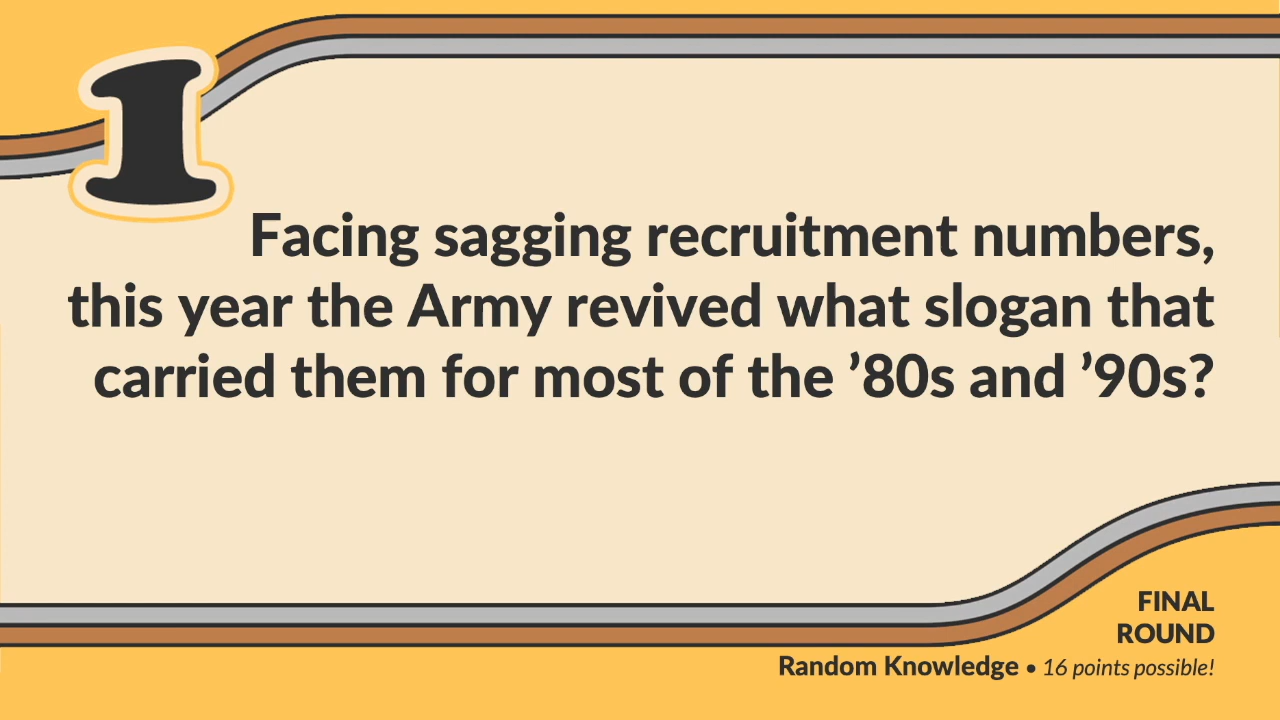 1
Facing sagging recruitment numbers,
this year the Army revived what slogan that
carried them for most of the ’80s and ’90s?
FINAL
ROUND
Random Knowledge • 16 points possible!